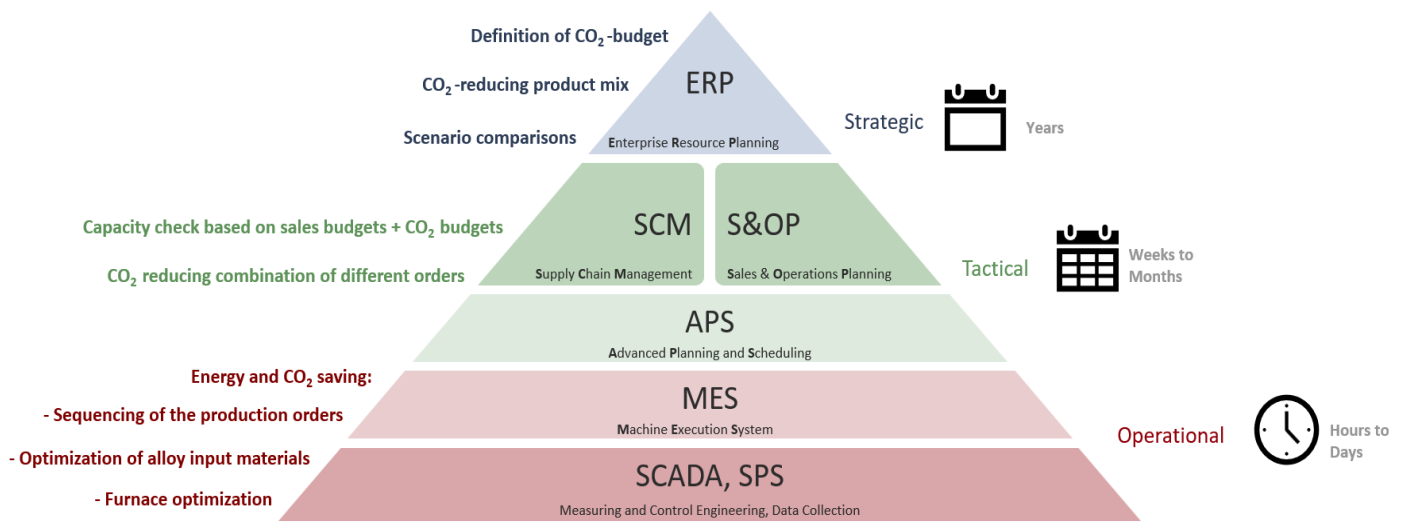 Definition of CO₂-budget
CO₂-reducing product mix
Scenario comparisons
ERP
Enterprise Resource Planning
Strategic
Years
Capacity check based on sales budgets + CO₂ budgets
CO₂ reducing combination of different orders
SCM
Supply Chain Management
S&OP
Sales & Operations Planning
Tactical
Weeks to
Months
APS
Advanced Planning and Scheduling
Energy and CO₂ saving:
- Sequencing of the production orders
- Optimization of alloy input materials
- Furnace optimization
MES
Machine Execution System
SCADA, SPS
Measuring and Control Engineering, Data Collection
Operational
Hours to
Days